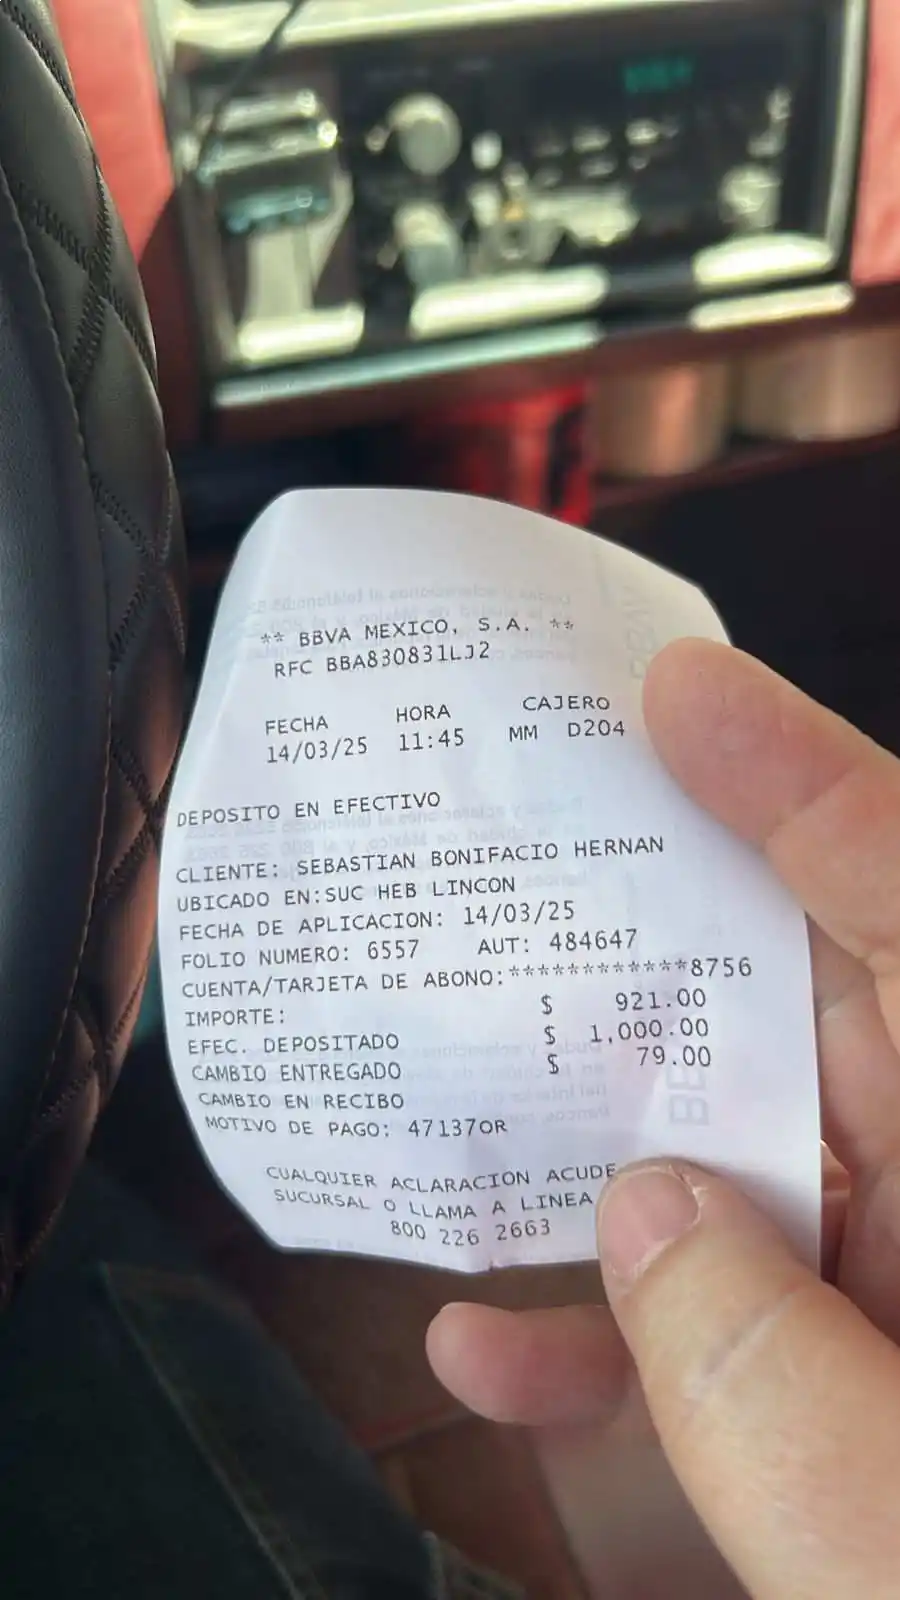 ** BBVA MEXICO, S.A. **
RFC BBA830831LJ2
FECHA HORA CAJERO
14/03/25 11:45 MM D204
DEPOSITO EN EFECTIVO
CLIENTE: SEBASTIAN BONIFACIO HERNAN
UBICADO EN:SUC HEB LINCON
FECHA DE APLICACION: 14/03/25
FOLIO NUMERO: 6557 AUT: 484647
CUENTA/TARJETA DE ABONO:************8756
IMPORTE: $ 921.00
EFEC. DEPOSITADO $ 1,000.00
CAMBIO ENTREGADO $ 79.00
CAMBIO EN RECIBO
MOTIVO DE PAGO: 47137OR
CUALQUIER ACLARACION ACUDE
SUCURSAL O LLAMA A LINEA
800 226 2663